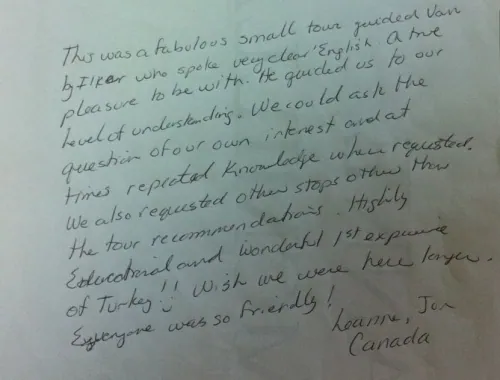 This was a fabulous small tour guided van
by Ilker who spoke very clear English. A true
pleasure to be with. He guided us to our
level of understanding. We could ask the
question of our own interest and at
times repeated knowledge when requested.
We also requested other stops other than
the tour recommendations. Highly
Educational and wonderful 1st experience
of Turkey!! Wish we were here longer.
Everyone was so friendly!
Leanne, Jon
Canada